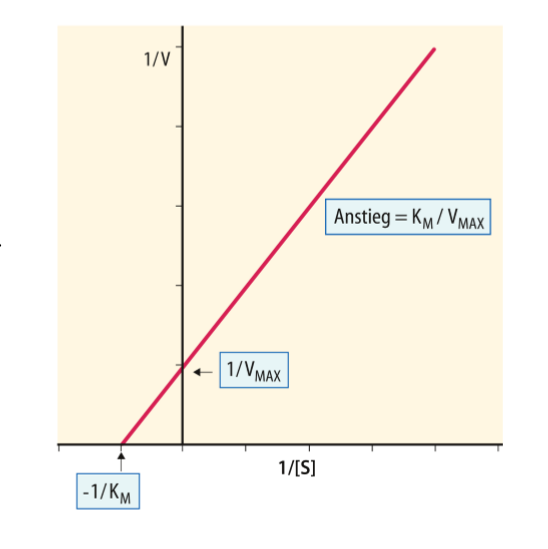 1/V
Anstieg = KM / VMAX
1/VMAX
1/[S]
-1/KM